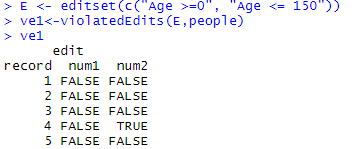 > E <- editset(c("Age >=0", "Age <= 150"))
> ve1<-violatedEdits(E,people)
> ve1
edit
record num1 num2
1 FALSE FALSE
2 FALSE FALSE
3 FALSE FALSE
4 FALSE TRUE
5 FALSE FALSE